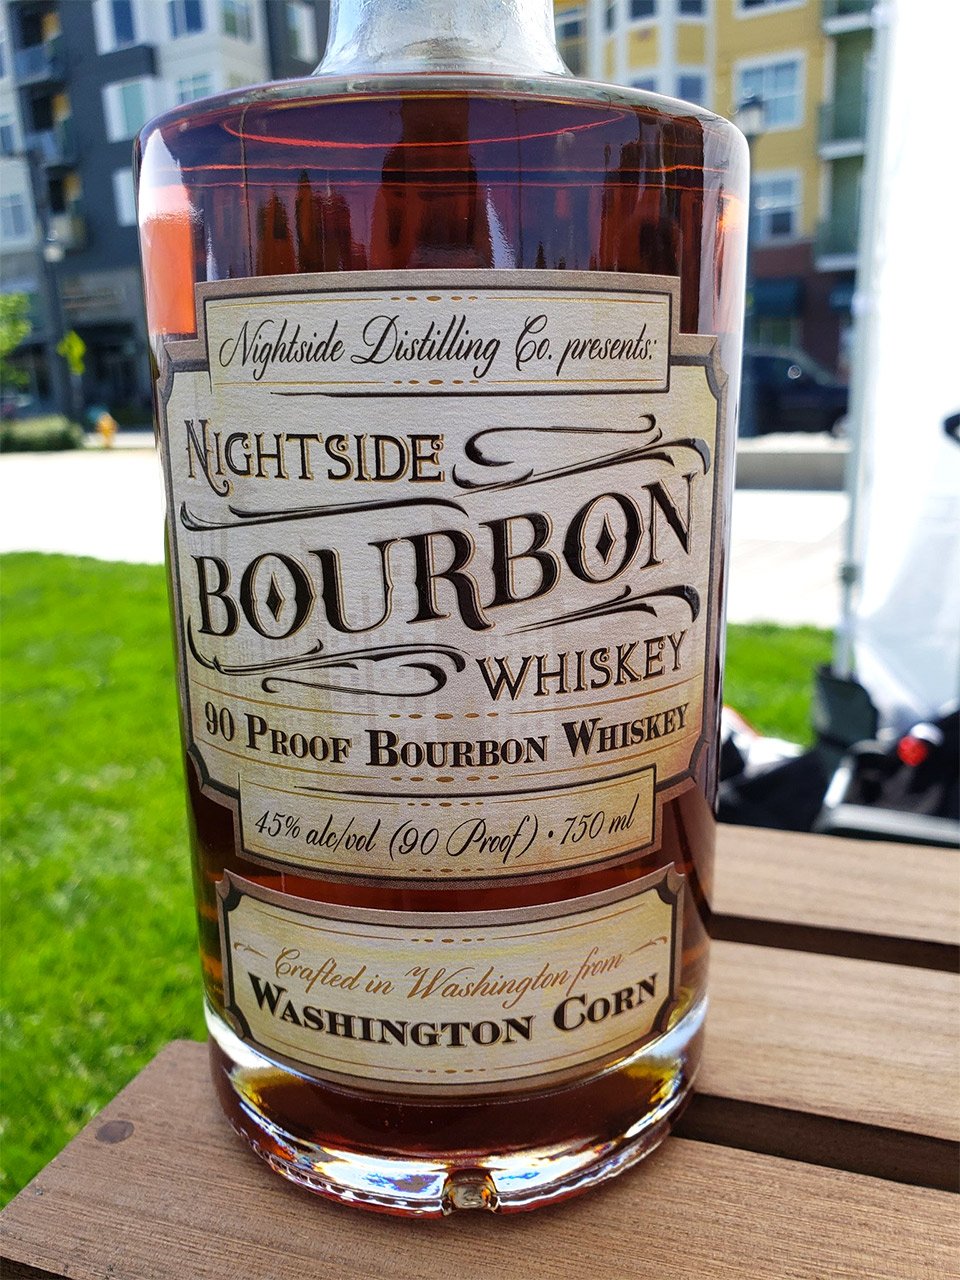 Nightside Distilling Co. presents:
NIGHTSIDE
BOURBON
WHISKEY
90 PROOF BOURBON WHISKEY
45% alc/vol (90 Proof) • 750 ml
Crafted in Washington from
WASHINGTON CORN